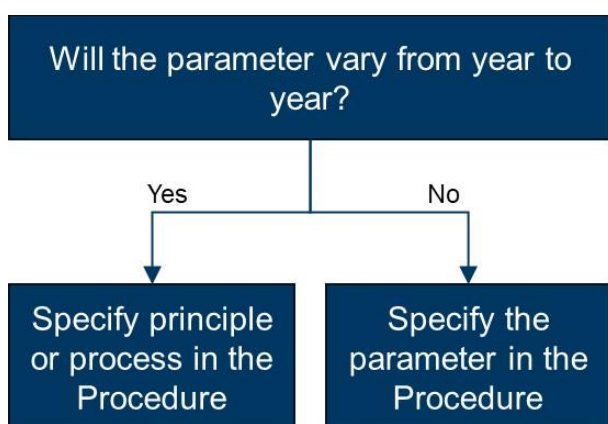 Will the parameter vary from year to
year?
Yes
No
Specify principle
or process in the
Procedure
Specify the
parameter in the
Procedure